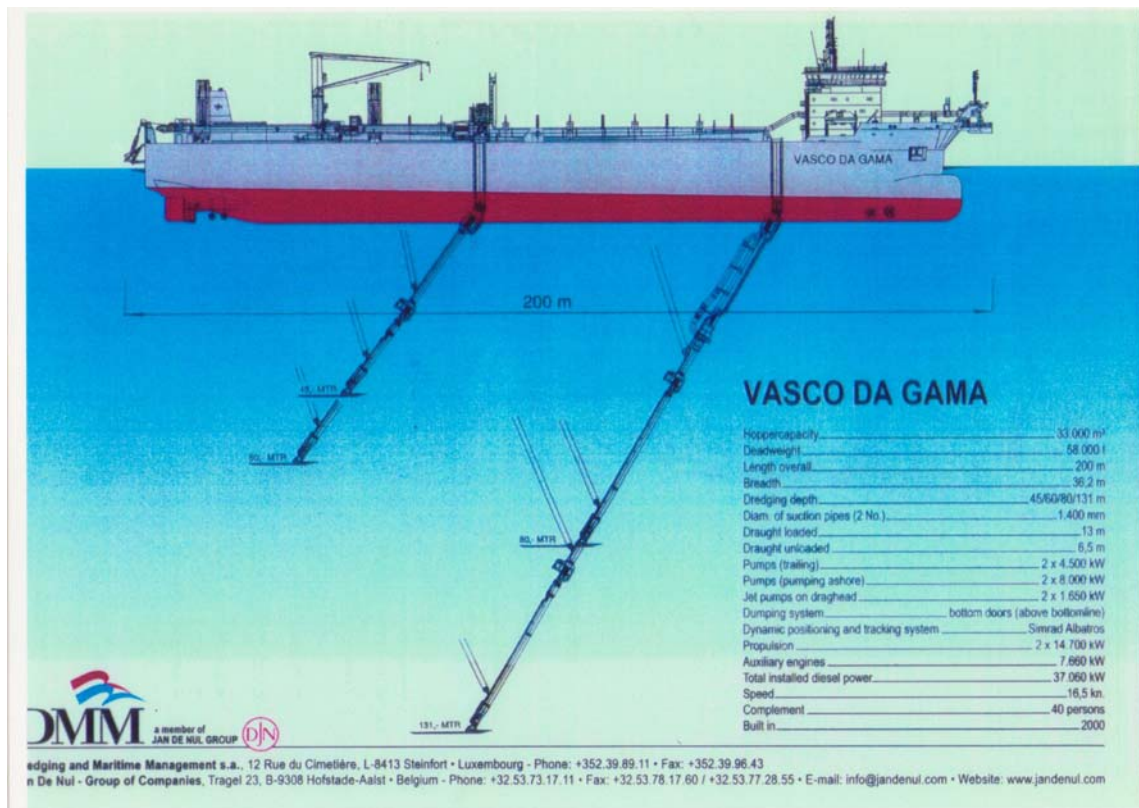 VASCO DA GAMA
200 m
45,- MTR
60,- MTR
80,- MTR
131,- MTR
VASCO DA GAMA
Hoppercapacity 33.000 m³
Deadweight 58.000 t
Length overall 200 m
Breadth 36,2 m
Dredging depth 45/60/80/131 m
Diam. of suction pipes (2 No.) 1.400 mm
Draught loaded 13 m
Draught unloaded 6,5 m
Pumps (trailing) 2 x 4.500 kW
Pumps (pumping ashore) 2 x 8.000 kW
Jet pumps on draghead 2 x 1.650 kW
Dumping system bottom doors (above bottomline)
Dynamic positioning and tracking system Simrad Albatros
Propulsion 2 x 14.700 kW
Auxiliary engines 7.660 kW
Total installed diesel power 37.060 kW
Speed 16,5 kn.
Complement 40 persons
Built in 2000
DMM
a member of
JAN DE NUL GROUP
JDN
edging and Maritime Management s.a., 12 Rue du Cimetière, L-8413 Steinfort • Luxembourg - Phone: +352.39.89.11 • Fax: +352.39.96.43
n De Nul - Group of Companies, Tragel 23, B-9308 Hofstade-Aalst • Belgium - Phone: +32.53.73.17.11 • Fax: +32.53.78.17.60 / +32.53.77.28.55 • E-mail: info@jandenul.com • Website: www.jandenul.com